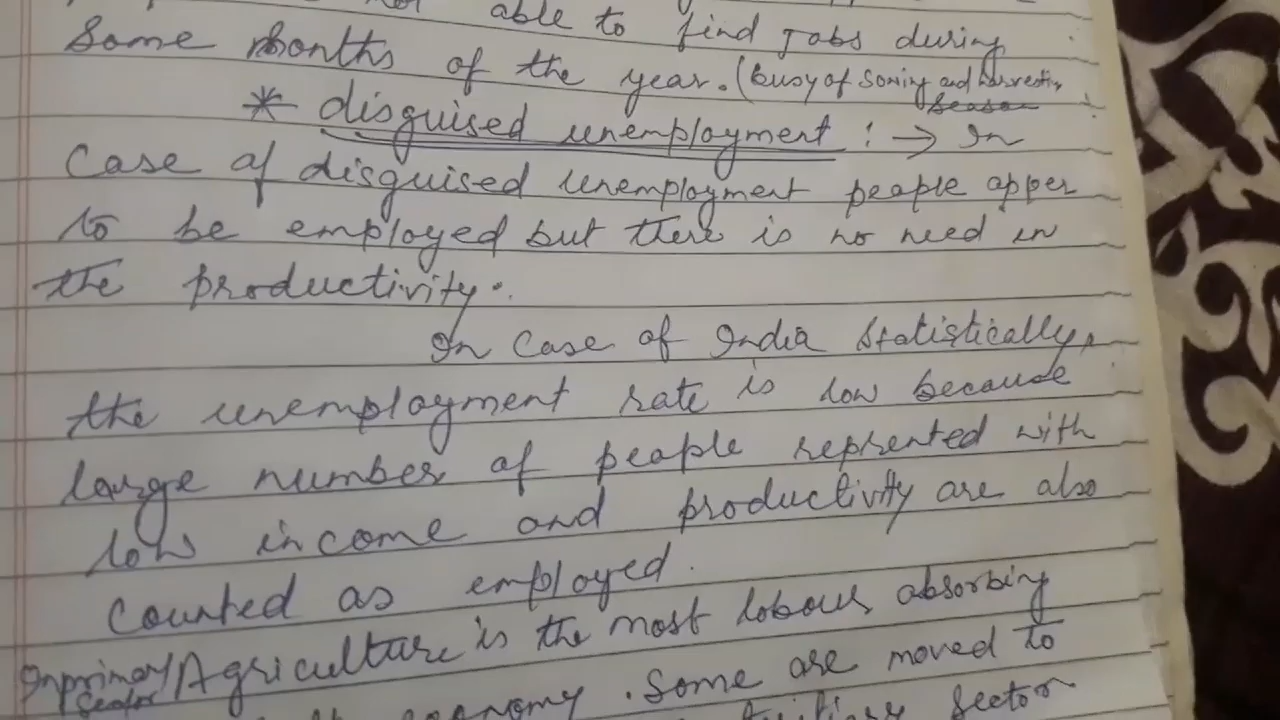 able to find jobs during
Some months of the year. (busy of soning and harvestin
season
* disguised unemployment : → In
Case of disguised unemployment people apper
to be employed but there is no need in
the productivity.
In case of India statistically,
the unemployment rate is low because
large number of people reprsented with
low income and productivity are also
Counted as employed.
In primary Sector / Agriculture is the most labour absorbing
economy. Some are moved to
sector